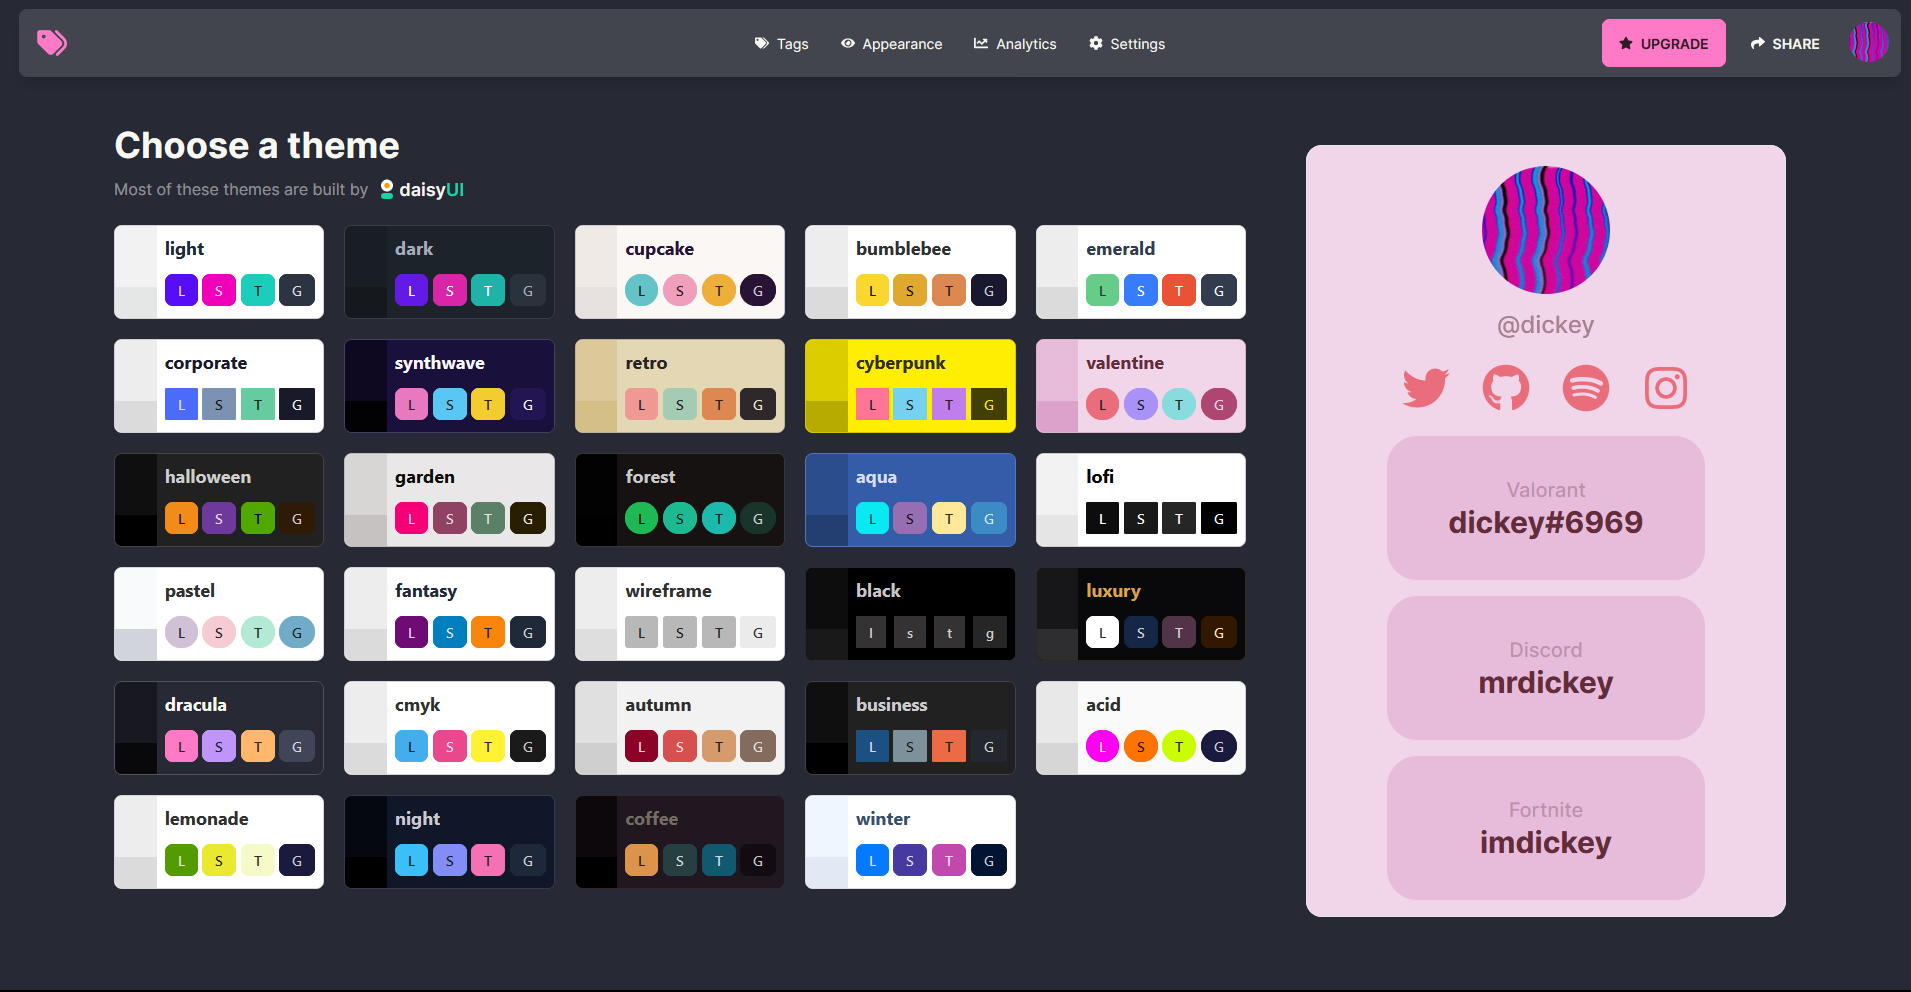 Tags Appearance Analytics Settings UPGRADE SHARE
Choose a theme
Most of these themes are built by daisyUI
light dark cupcake bumblebee emerald
L S T G L S T G L S T G L S T G L S T G
corporate synthwave retro cyberpunk valentine
L S T G L S T G L S T G L S T G L S T G
halloween garden forest aqua lofi
L S T G L S T G L S T G L S T G L S T G
pastel fantasy wireframe black luxury
L S T G L S T G L S T G l s t g L S T G
dracula cmyk autumn business acid
L S T G L S T G L S T G L S T G L S T G
lemonade night coffee winter
L S T G L S T G L S T G L S T G
@dickey
Valorant
dickey#6969
Discord
mrdickey
Fortnite
imdickey